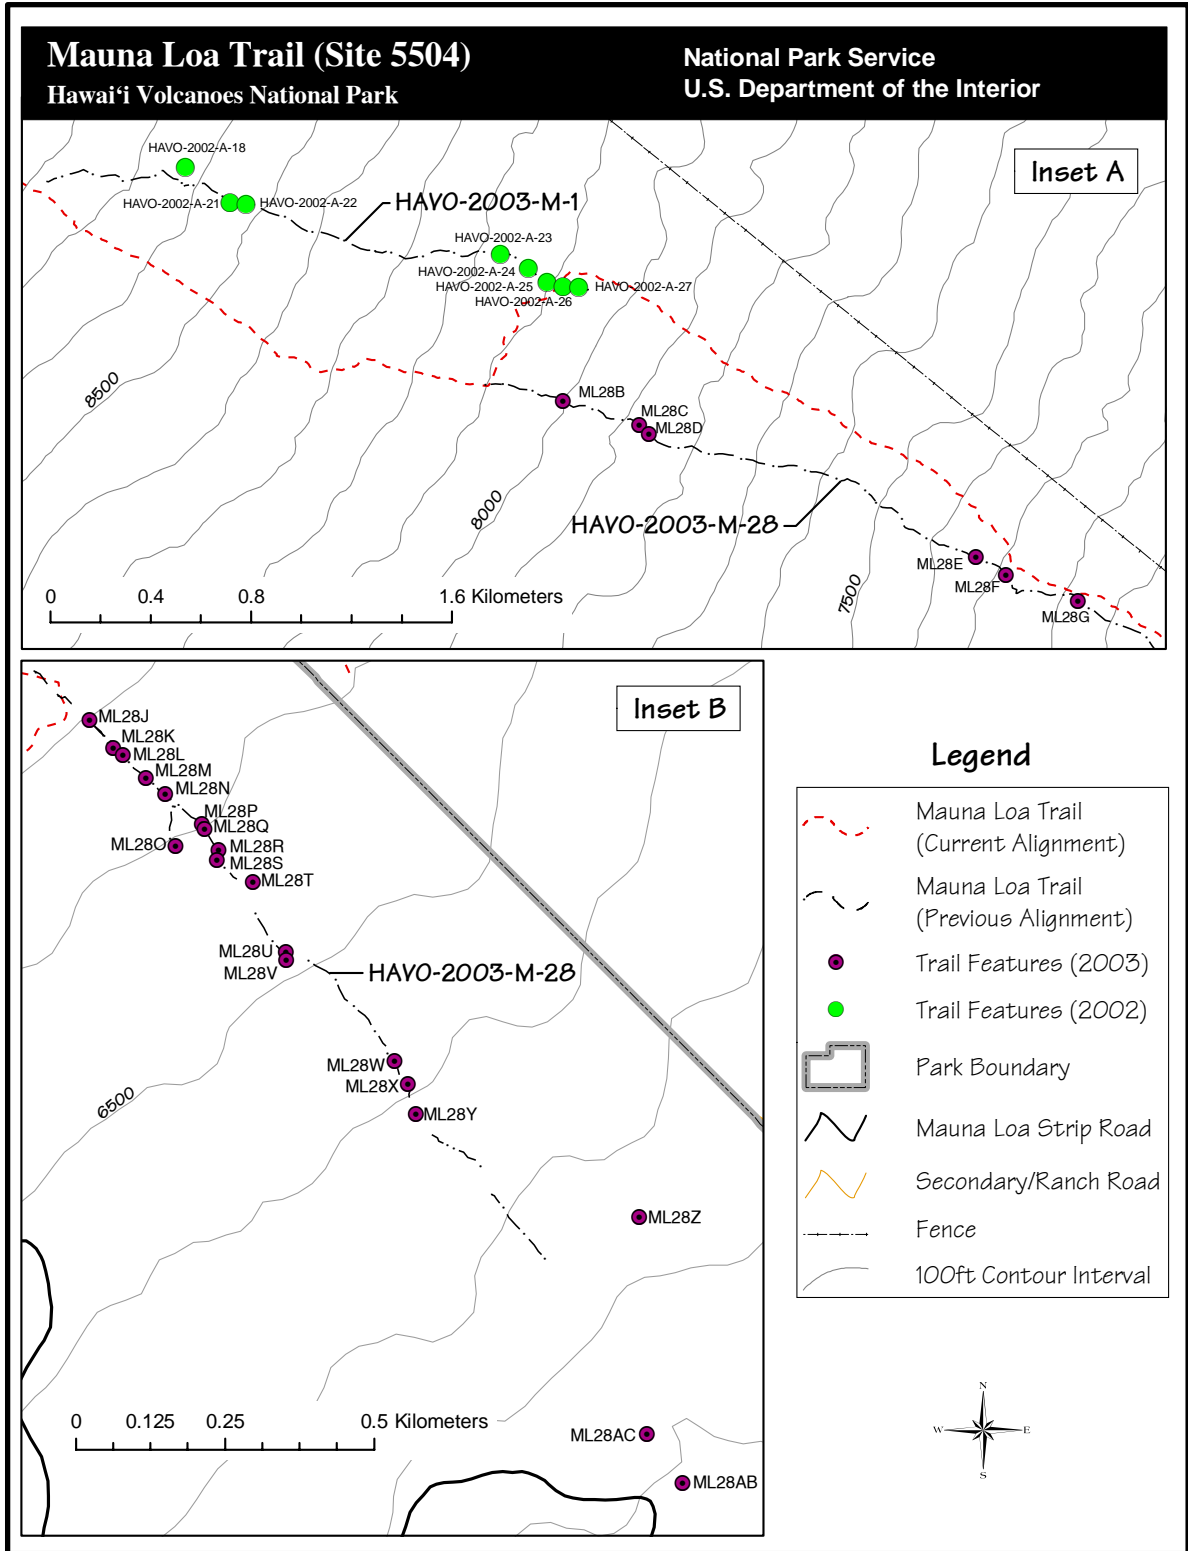 Mauna Loa Trail (Site 5504)
Hawai‘i Volcanoes National Park
National Park Service
U.S. Department of the Interior
Inset A
HAVO-2002-A-18
HAVO-2002-A-21
HAVO-2002-A-22
HAVO-2003-M-1
HAVO-2002-A-23
HAVO-2002-A-24
HAVO-2002-A-25
HAVO-2002-A-26
HAVO-2002-A-27
8500
ML28B
ML28C
ML28D
8000
HAVO-2003-M-28
ML28E
ML28F
7500
ML28G
0 0.4 0.8 1.6 Kilometers
Inset B
ML28J
ML28K
ML28L
ML28M
ML28N
ML28P
ML28Q
ML28O
ML28R
ML28S
ML28T
ML28U
ML28V
HAVO-2003-M-28
ML28W
ML28X
ML28Y
6500
ML28Z
0 0.125 0.25 0.5 Kilometers
ML28AC
ML28AB
Legend
Mauna Loa Trail
(Current Alignment)
Mauna Loa Trail
(Previous Alignment)
Trail Features (2003)
Trail Features (2002)
Park Boundary
Mauna Loa Strip Road
Secondary/Ranch Road
Fence
100ft Contour Interval
N
W E
S